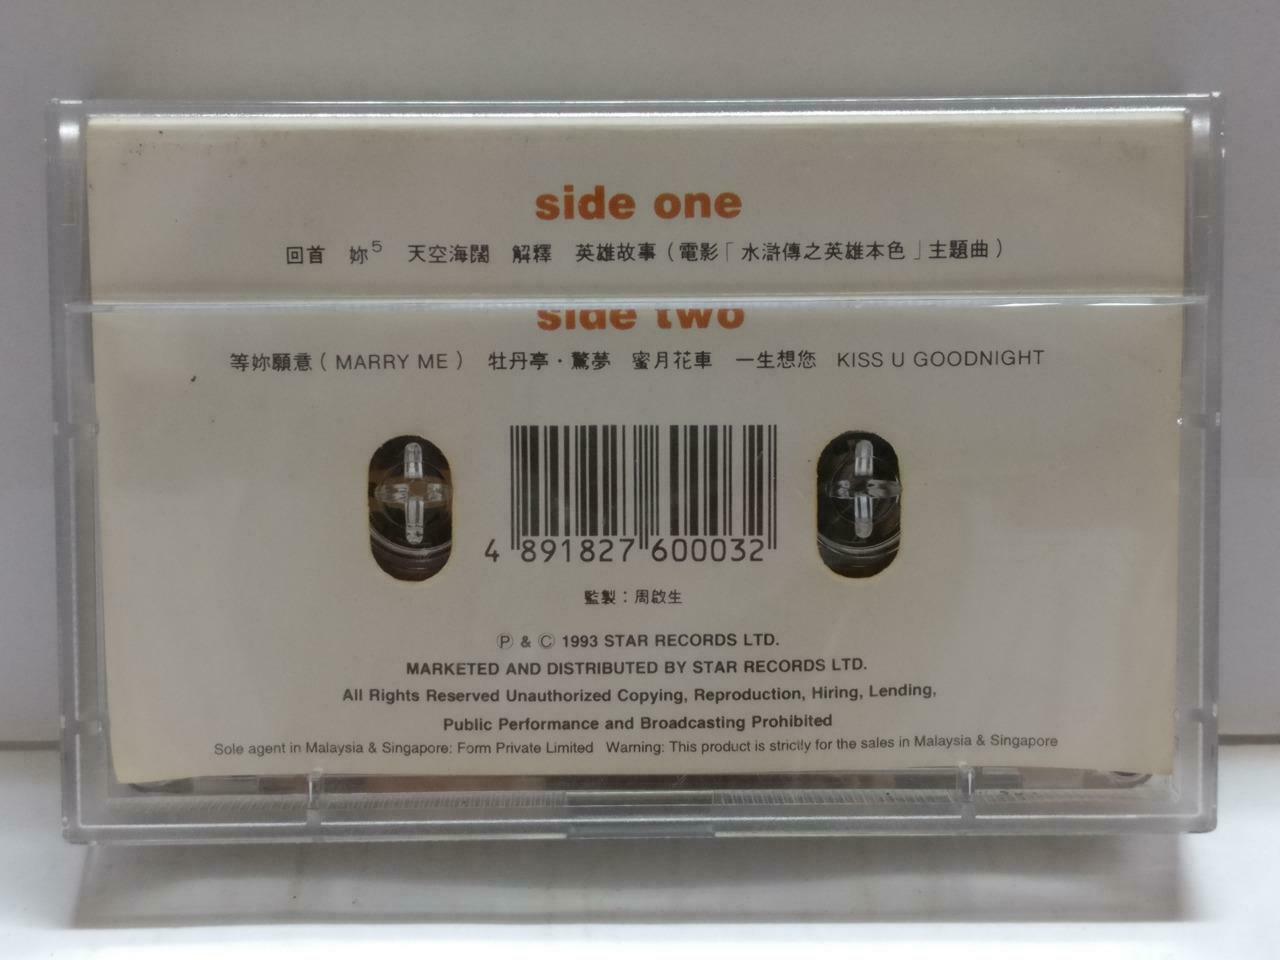 side one
回首 妳5 天空海闊 解釋 英雄故事（電影「水滸傳之英雄本色」主題曲）
side two
等妳願意（MARRY ME） 牡丹亭・驚夢 蜜月花車 一生想您 KISS U GOODNIGHT
4 891827 600032
監製：周啟生
Ⓟ & Ⓒ 1993 STAR RECORDS LTD.
MARKETED AND DISTRIBUTED BY STAR RECORDS LTD.
All Rights Reserved Unauthorized Copying, Reproduction, Hiring, Lending,
Public Performance and Broadcasting Prohibited
Sole agent in Malaysia & Singapore: Form Private Limited Warning: This product is strictly for the sales in Malaysia & Singapore